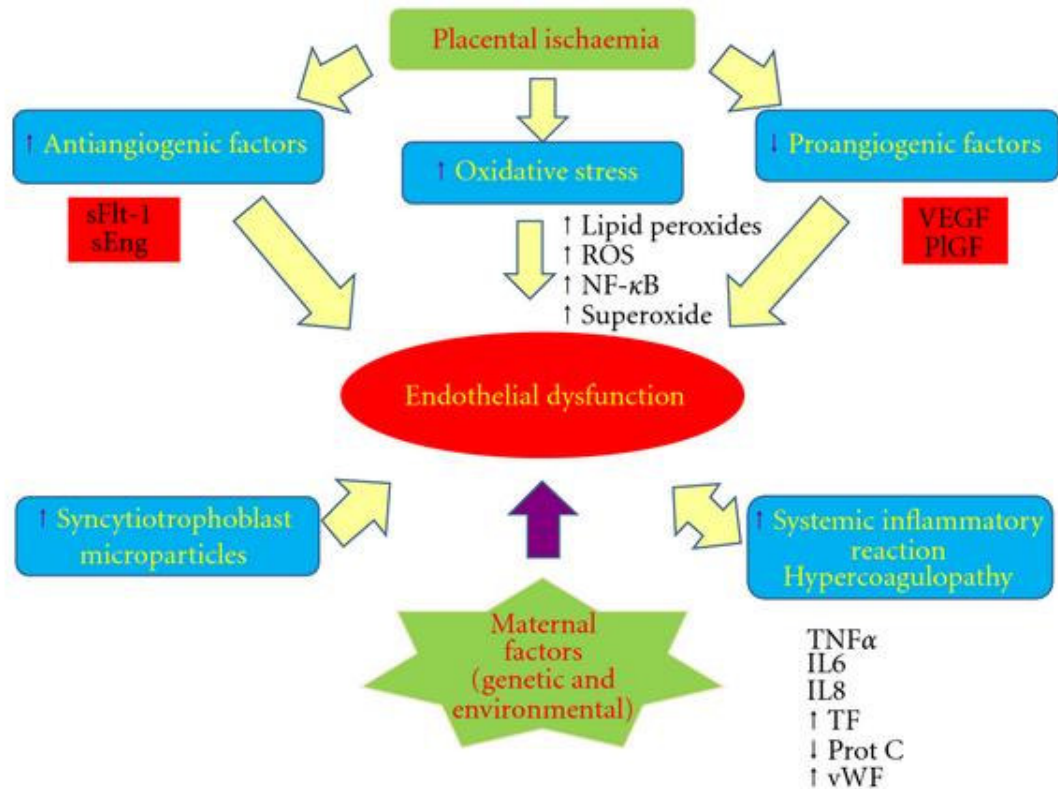 Placental ischaemia
↑ Antiangiogenic factors
↑ Oxidative stress
↓ Proangiogenic factors
sFlt-1
sEng
↑ Lipid peroxides
↑ ROS
↑ NF-κB
↑ Superoxide
VEGF
PlGF
Endothelial dysfunction
↑ Syncytiotrophoblast
microparticles
↑ Systemic inflammatory
reaction
Hypercoagulopathy
Maternal
factors
(genetic and
environmental)
TNFα
IL6
IL8
↑ TF
↓ Prot C
↑ vWF